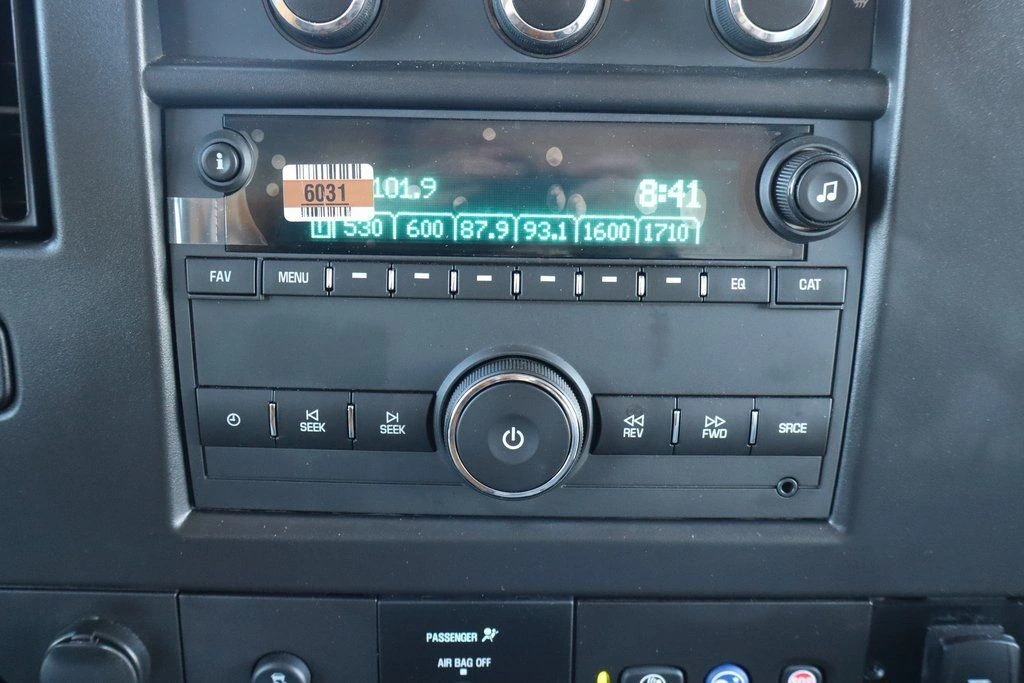 i
6031
101.9
8:41
530 600 87.9 93.1 1600 1710
FAV MENU EQ CAT
SEEK SEEK REV FWD SRCE
PASSENGER
AIR BAG OFF